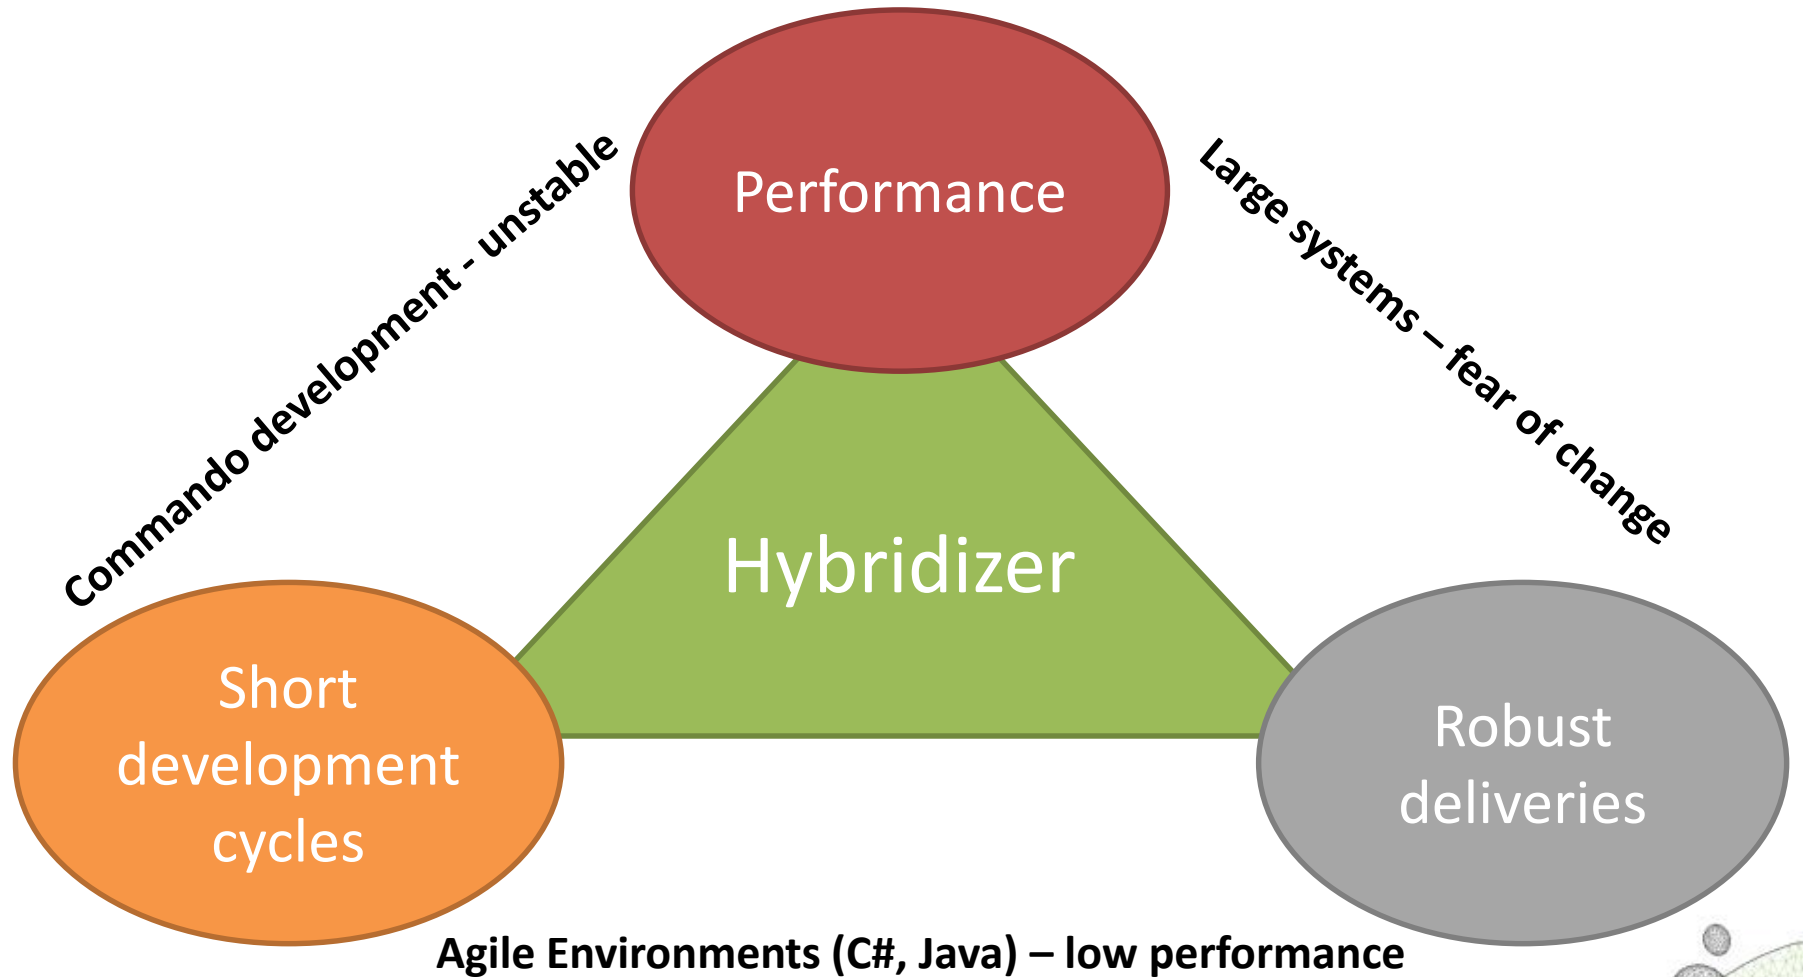 Performance
Commando development - unstable
Large systems – fear of change
Hybridizer
Short
development
cycles
Robust
deliveries
Agile Environments (C#, Java) – low performance